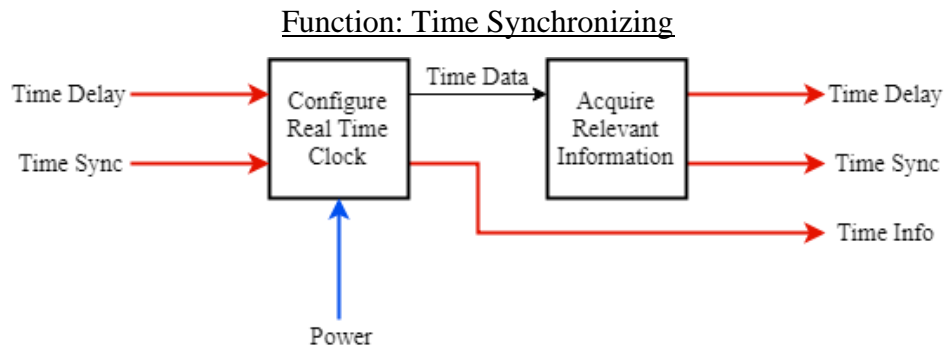 Function: Time Synchronizing
Time Delay
Time Sync
Configure
Real Time
Clock
Time Data
Acquire
Relevant
Information
Time Delay
Time Sync
Time Info
Power